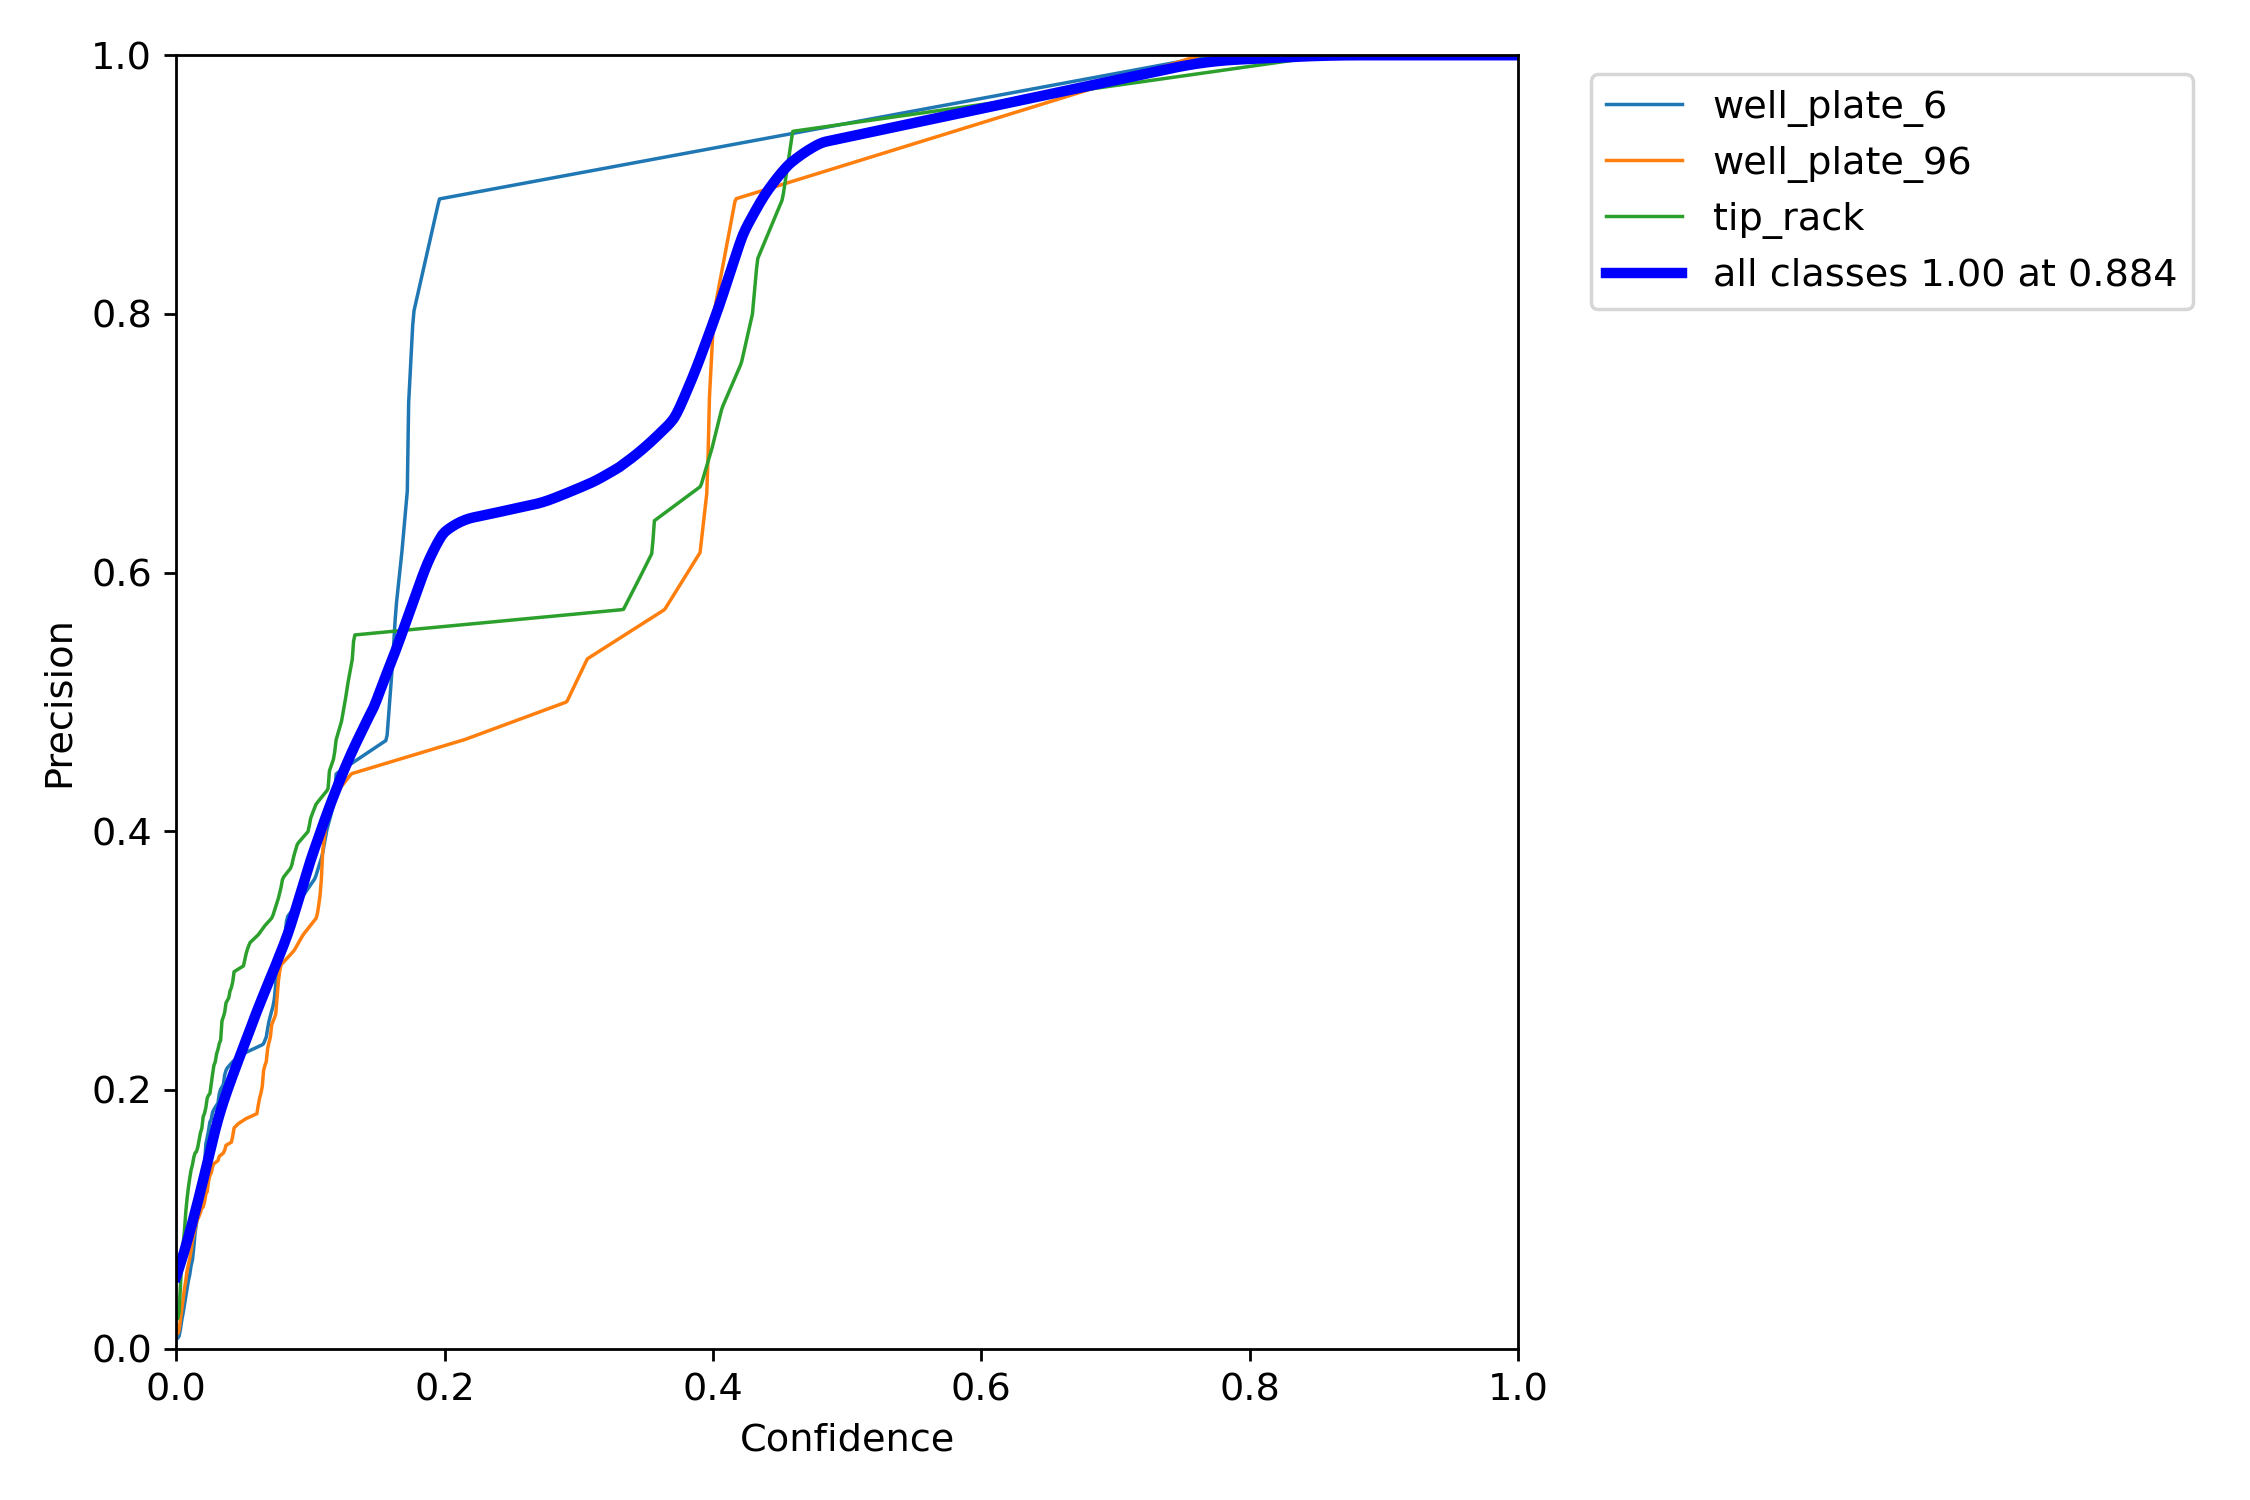 1.0
0.8
0.6
0.4
0.2
0.0
Precision
0.0 0.2 0.4 0.6 0.8 1.0
Confidence
well_plate_6
well_plate_96
tip_rack
all classes 1.00 at 0.884